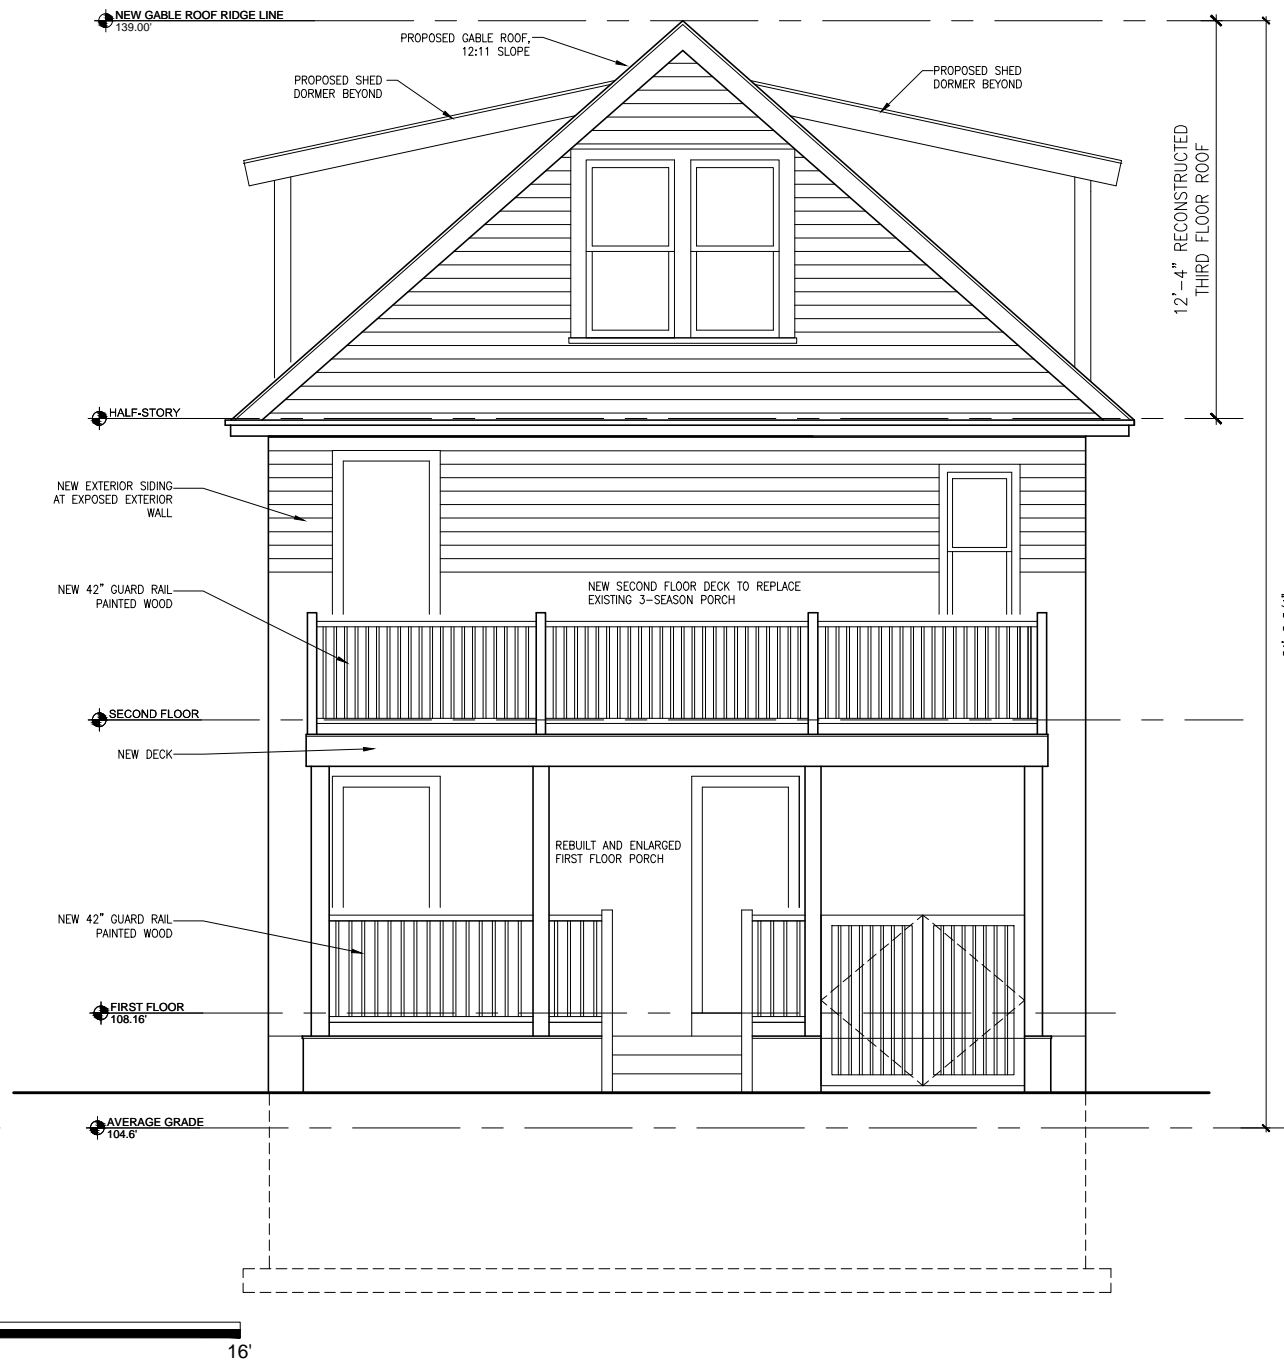 NEW GABLE ROOF RIDGE LINE
139.00'
PROPOSED GABLE ROOF,
12:11 SLOPE
PROPOSED SHED
DORMER BEYOND
PROPOSED SHED
DORMER BEYOND
12'-4" RECONSTRUCTED
THIRD FLOOR ROOF
HALF-STORY
NEW EXTERIOR SIDING
AT EXPOSED EXTERIOR
WALL
NEW 42" GUARD RAIL
PAINTED WOOD
NEW SECOND FLOOR DECK TO REPLACE
EXISTING 3-SEASON PORCH
SECOND FLOOR
NEW DECK
REBUILT AND ENLARGED
FIRST FLOOR PORCH
NEW 42" GUARD RAIL
PAINTED WOOD
FIRST FLOOR
108.16'
AVERAGE GRADE
104.6'
16'